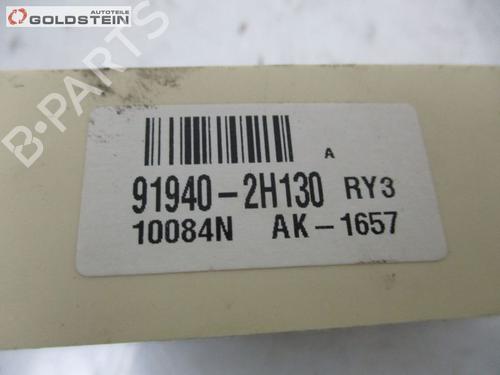 Autoteile
GOLDSTEIN
B-PARTS
A
91940-2H130 RY3
10084N AK-1657